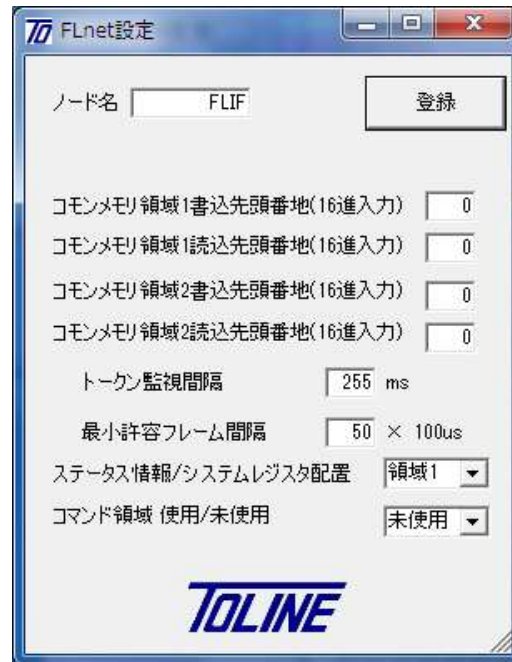 TO FLnet設定
ノード名 FLIF 登録
コモンメモリ領域1書込先頭番地(16進入力) 0
コモンメモリ領域1読込先頭番地(16進入力) 0
コモンメモリ領域2書込先頭番地(16進入力) 0
コモンメモリ領域2読込先頭番地(16進入力) 0
トークン監視間隔 255 ms
最小許容フレーム間隔 50 × 100us
ステータス情報/システムレジスタ配置 領域1
コマンド領域 使用/未使用 未使用
TOLINE